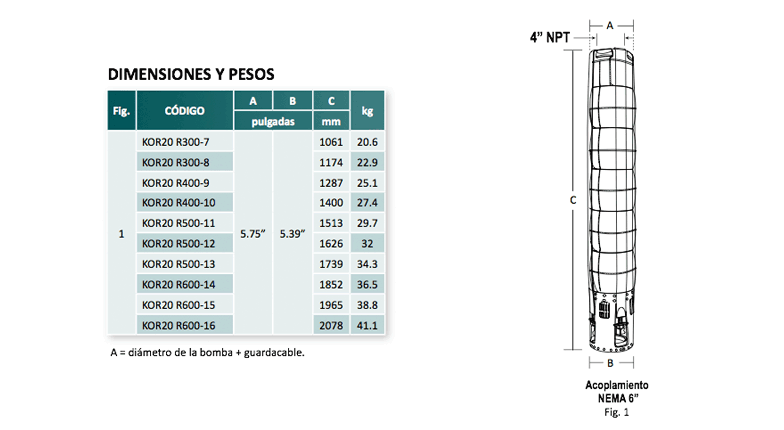 DIMENSIONES Y PESOS
Fig. CÓDIGO A B C kg
pulgadas mm
KOR20 R300-7 1061 20.6
KOR20 R300-8 1174 22.9
KOR20 R400-9 1287 25.1
KOR20 R400-10 1400 27.4
KOR20 R500-11 1513 29.7
1 5.75” 5.39”
KOR20 R500-12 1626 32
KOR20 R500-13 1739 34.3
KOR20 R600-14 1852 36.5
KOR20 R600-15 1965 38.8
KOR20 R600-16 2078 41.1
A = diámetro de la bomba + guardacable.
A
4” NPT
C
B
Acoplamiento
NEMA 6”
Fig. 1